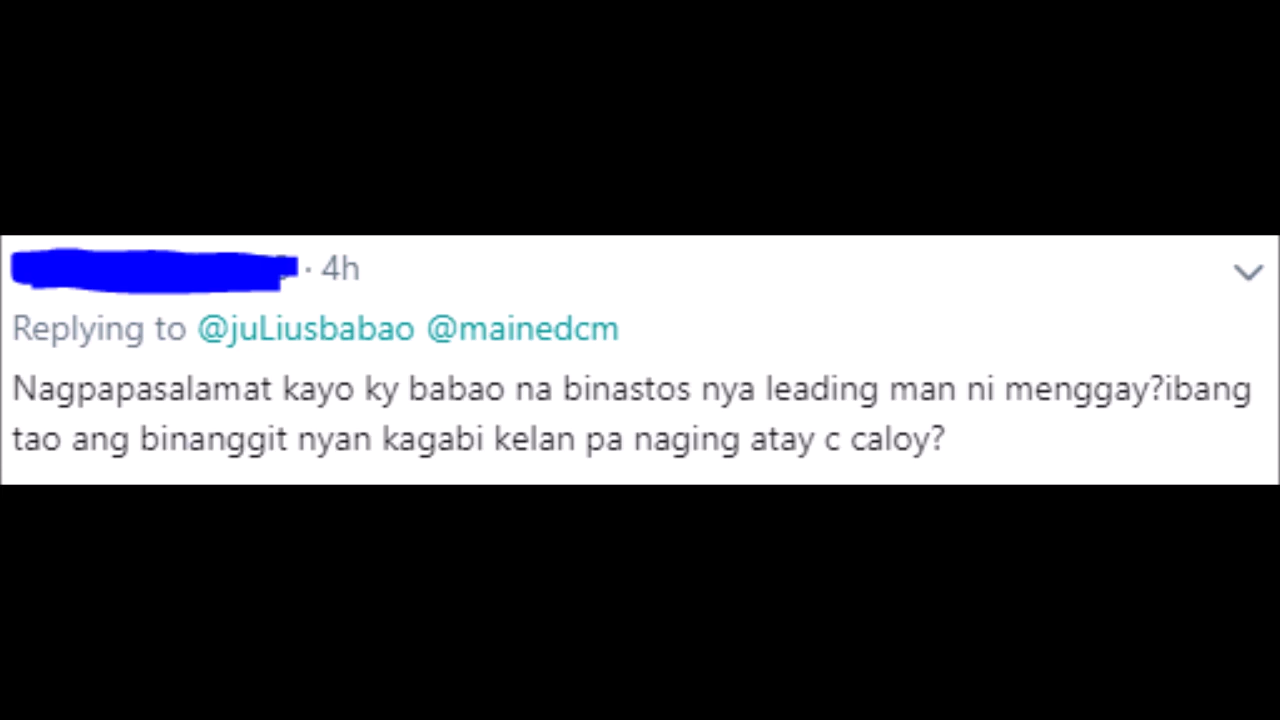 · 4h
Replying to @juLiusbabao @mainedcm
Nagpapasalamat kayo ky babao na binastos nya leading man ni menggay?ibang
tao ang binanggit nyan kagabi kelan pa naging atay c caloy?